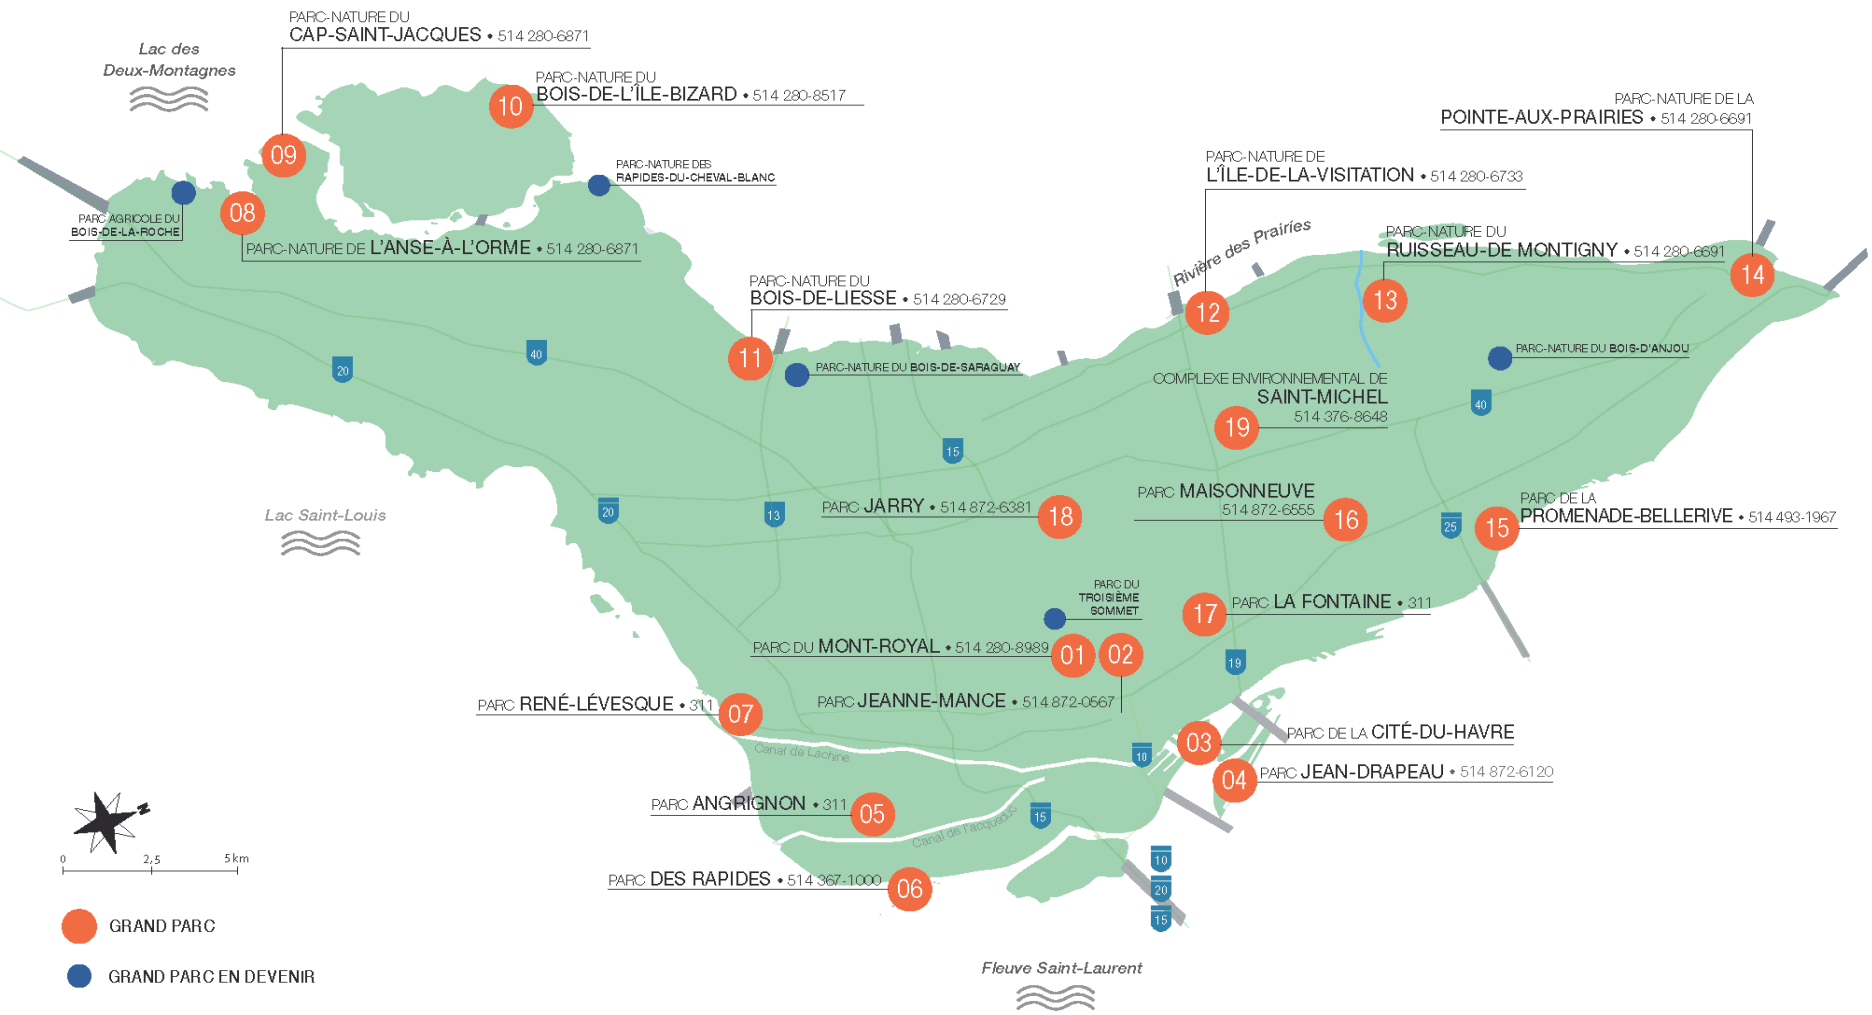 PARC-NATURE DU
CAP-SAINT-JACQUES • 514 280-6871
Lac des
Deux-Montagnes
PARC-NATURE DU
BOIS-DE-L'ÎLE-BIZARD • 514 280-8517
10
PARC-NATURE DE LA
POINTE-AUX-PRAIRIES • 514 280-6691
09
PARC-NATURE DES
RAPIDES-DU-CHEVAL-BLANC
PARC-NATURE DE
L'ÎLE-DE-LA-VISITATION • 514 280-6733
08
PARC AGRICOLE DU
BOIS-DE-LA-ROCHE
PARC-NATURE DE L'ANSE-À-L'ORME • 514 280-6871
Rivière des Prairies
PARC-NATURE DU
RUISSEAU-DE MONTIGNY • 514 280-6691
14
PARC-NATURE DU
BOIS-DE-LIESSE • 514 280-6729
12
13
11
40
20
PARC-NATURE DU BOIS-DE-SARAGUAY
PARC-NATURE DU BOIS-D'ANJOU
COMPLEXE ENVIRONNEMENTAL DE
SAINT-MICHEL
514 376-8648
19
40
15
Lac Saint-Louis
20
13
PARC JARRY • 514 872-6381
18
PARC MAISONNEUVE
514 872-6555
16
25
15
PARC DE LA
PROMENADE-BELLERIVE • 514 493-1967
PARC DU
TROISIÈME
SOMMET
17
PARC LA FONTAINE • 311
PARC DU MONT-ROYAL • 514 280-8989
01
02
19
PARC JEANNE-MANCE • 514 872-0567
PARC RENÉ-LÉVESQUE • 311
07
Canal de Lachine
10
03
PARC DE LA CITÉ-DU-HAVRE
04
PARC JEAN-DRAPEAU • 514 872-6120
PARC ANGRIGNON • 311
05
Canal de l'acqueduc
15
N
0 2,5 5 km
10
20
15
PARC DES RAPIDES • 514 367-1000
06
GRAND PARC
GRAND PARC EN DEVENIR
Fleuve Saint-Laurent